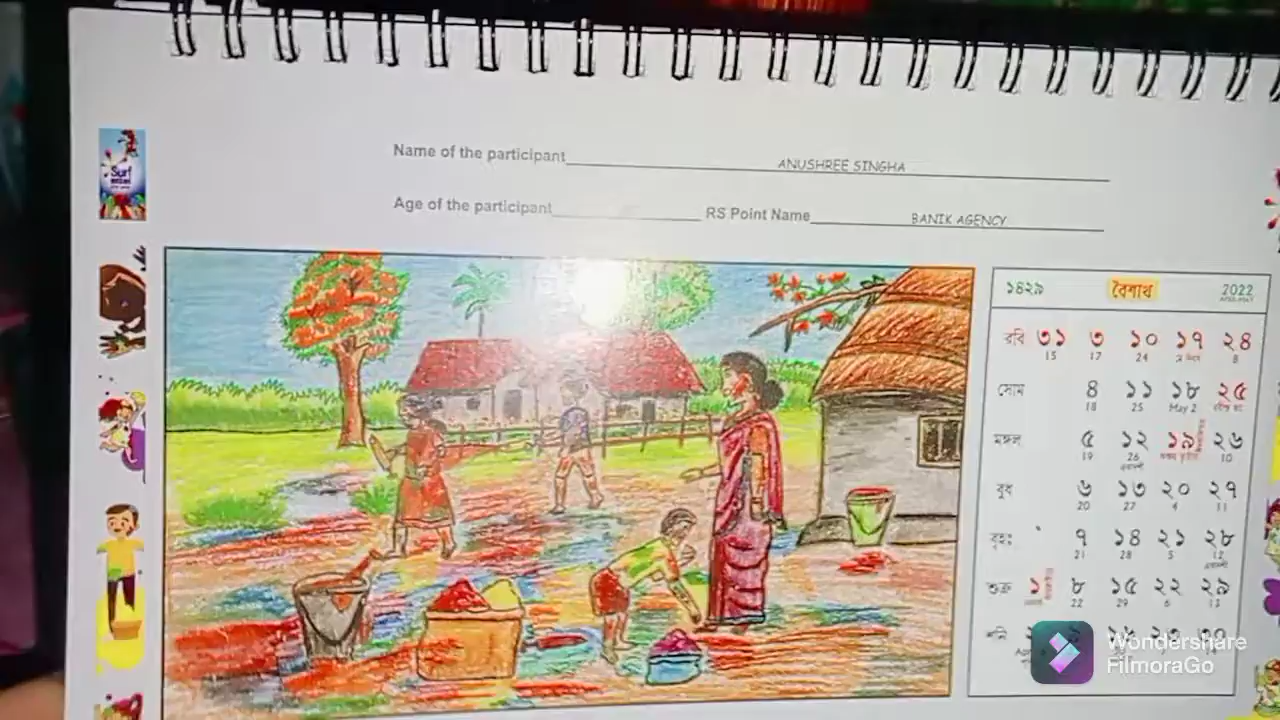 Name of the participant ANUSHREE SINGHA
Age of the participant RS Point Name BANIK AGENCY
Surf
১৪২৯ বৈশাখ 2022
রবি ৩১ ৩ ১০ ১৭ ২৪
15 17 24 8
সোম ৪ ১১ ১৮ ২৫
18 25 May 2
মঙ্গল ৫ ১২ ১৯ ২৬
19 26 10
বুধ ৬ ১৩ ২০ ২৭
20 27 4 11
বৃহঃ ৭ ১৪ ২১ ২৮
21 28 5 12
শুক্র ১ ৮ ১৫ ২২ ২৯
22 29 6 13
শনি
Wondershare
FilmoraGo